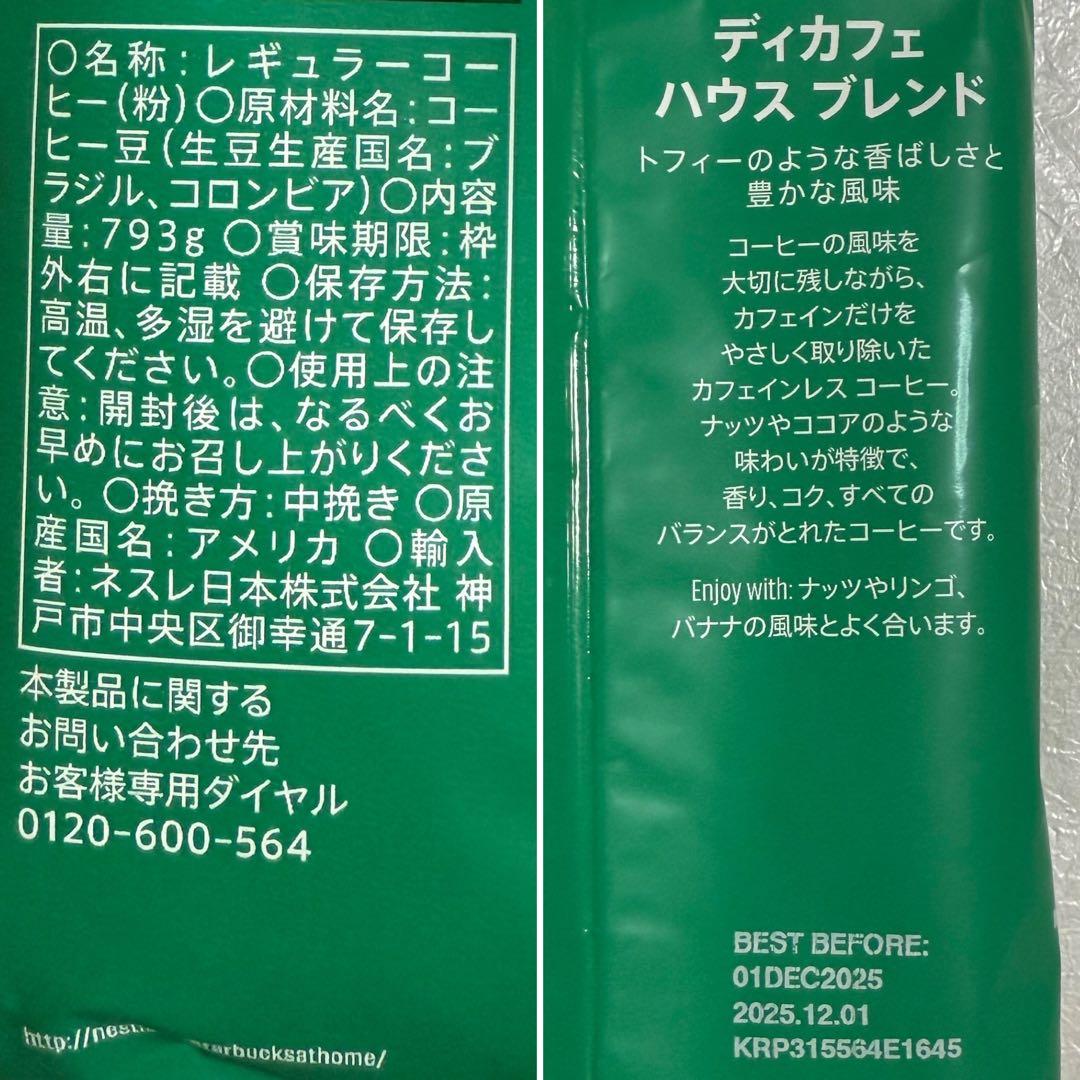 ○名称:レギュラーコー
ヒー(粉)○原材料名:コー
ヒー豆(生豆生産国名:ブ
ラジル、コロンビア)○内容
量:793g ○賞味期限:枠
外右に記載 ○保存方法:
高温、多湿を避けて保存し
てください。○使用上の注
意:開封後は、なるべくお
早めにお召し上がりくださ
い。○挽き方:中挽き ○原
産国名:アメリカ ○輸入
者:ネスレ日本株式会社 神
戸市中央区御幸通7-1-15
本製品に関する
お問い合わせ先
お客様専用ダイヤル
0120-600-564
ディカフェ
ハウス ブレンド
トフィーのような香ばしさと
豊かな風味
コーヒーの風味を
大切に残しながら、
カフェインだけを
やさしく取り除いた
カフェインレス コーヒー。
ナッツやココアのような
味わいが特徴で、
香り、コク、すべての
バランスがとれたコーヒーです。
Enjoy with: ナッツやリンゴ、
バナナの風味とよく合います。
BEST BEFORE:
01DEC2025
2025.12.01
KRP315564E1645